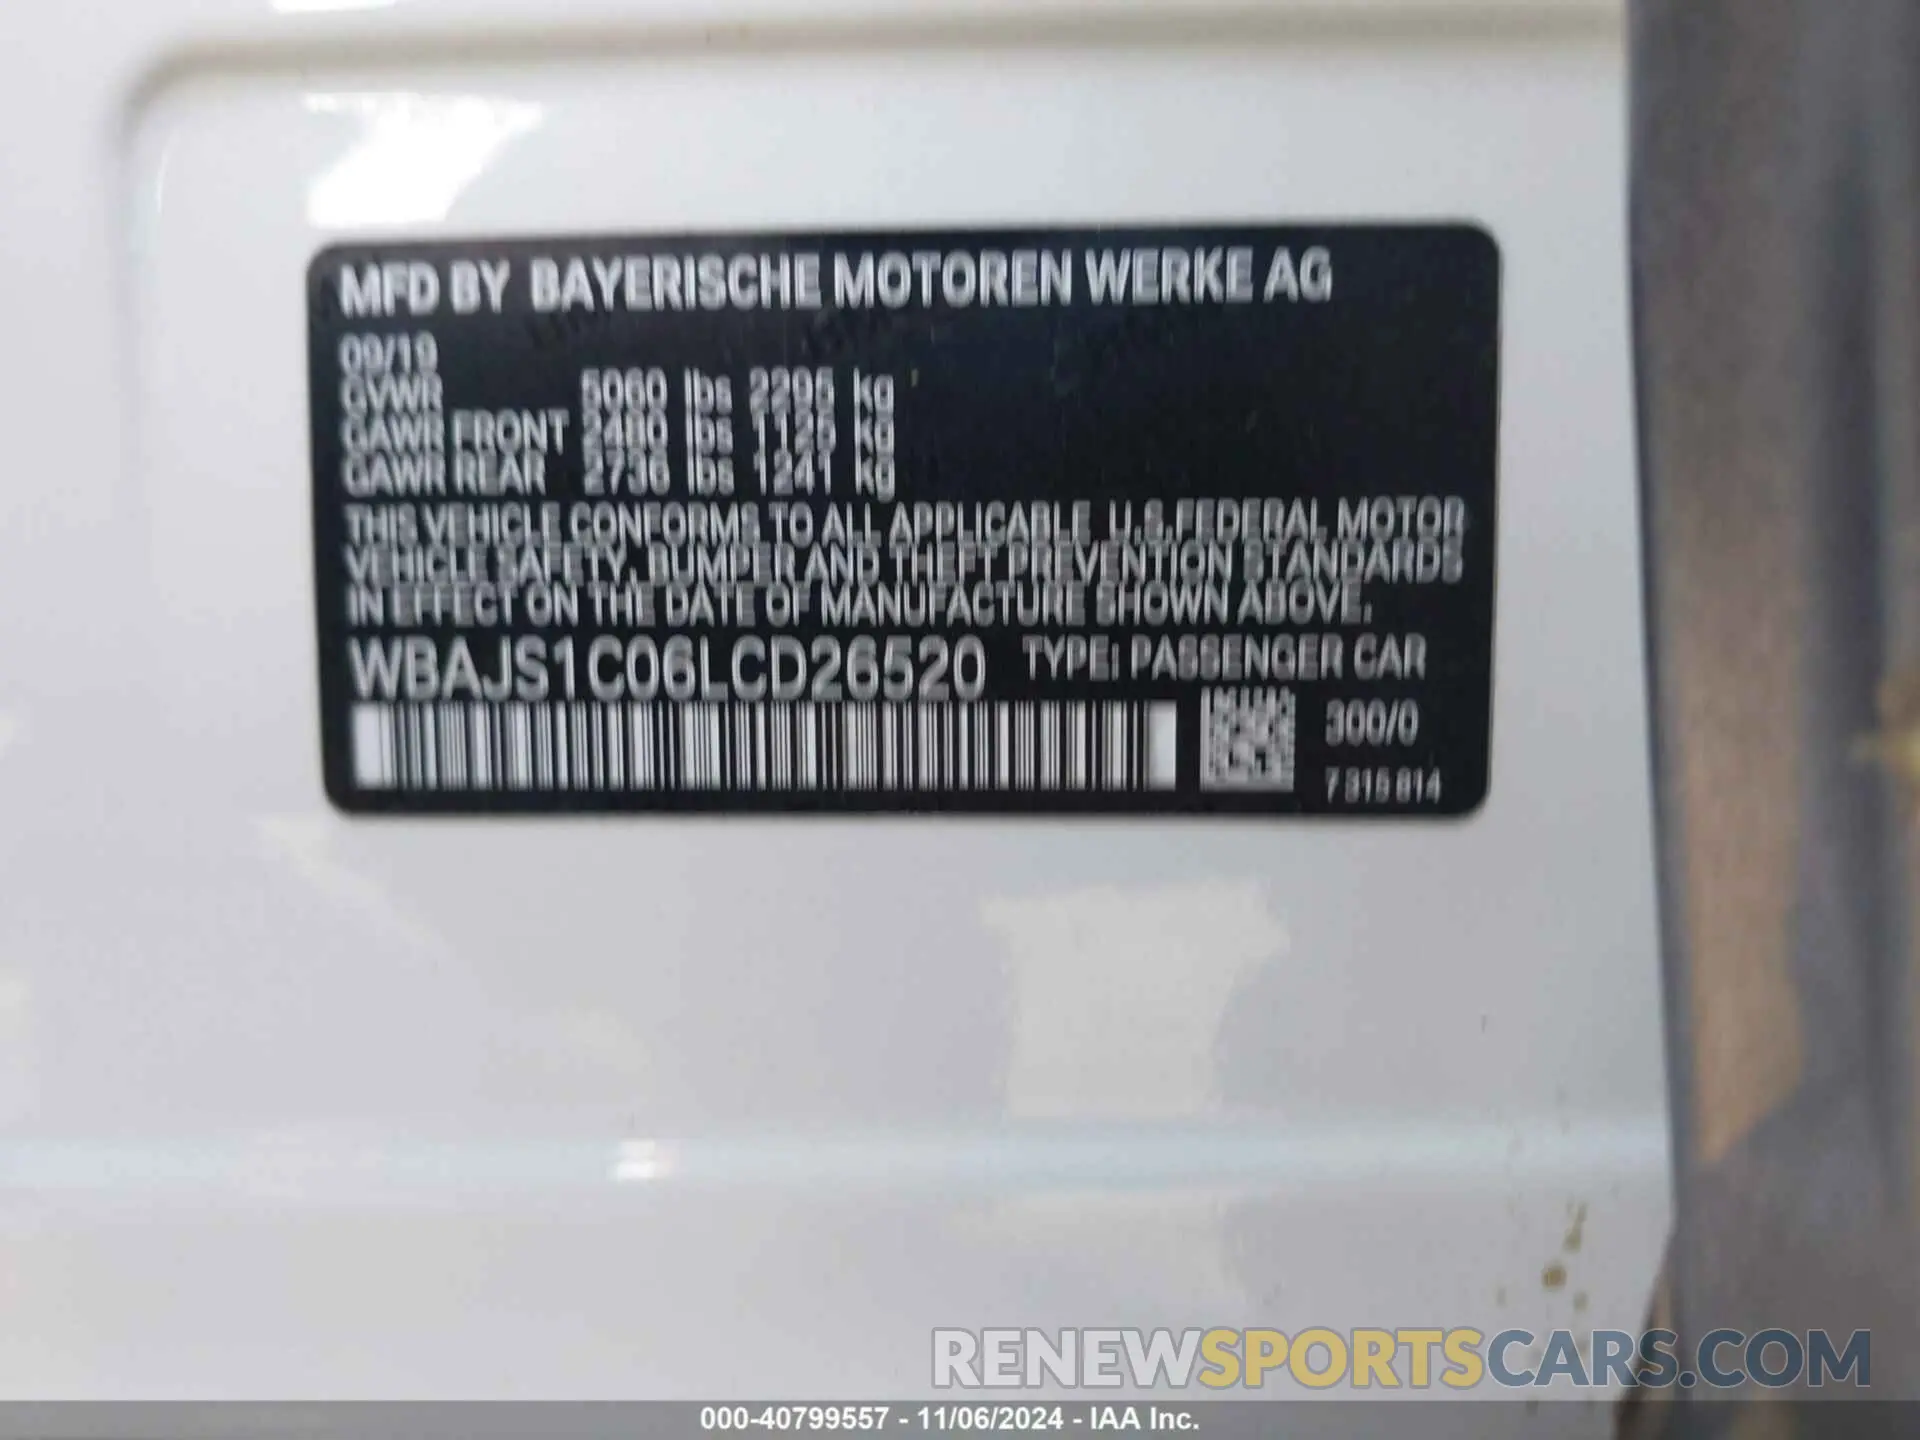 MFD BY BAYERISCHE MOTOREN WERKE AG
09/19
GVWR 5060 lbs 2295 kg
GAWR FRONT 2480 lbs 1125 kg
GAWR REAR 2736 lbs 1241 kg
THIS VEHICLE CONFORMS TO ALL APPLICABLE U.S.FEDERAL MOTOR
VEHICLE SAFETY, BUMPER AND THEFT PREVENTION STANDARDS
IN EFFECT ON THE DATE OF MANUFACTURE SHOWN ABOVE.
WBAJS1C06LCD26520 TYPE: PASSENGER CAR
300/0
7 319 814
RENEWSPORTSCARS.COM
000-40799557 - 11/06/2024 - IAA Inc.